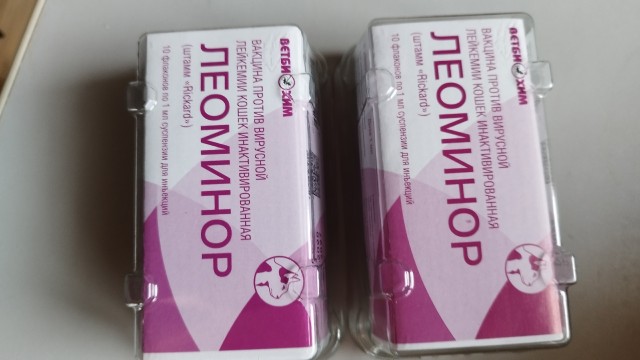 ВЕТБИОХИМ
ВАКЦИНА ПРОТИВ ВИРУСНОЙ
ЛЕЙКЕМИИ КОШЕК ИНАКТИВИРОВАННАЯ
(штамм «Rickard»)
ЛЕОМИНОР
10 флаконов по 1 мл суспензии для инъекций
ВЕТБИОХИМ
ВАКЦИНА ПРОТИВ ВИРУСНОЙ
ЛЕЙКЕМИИ КОШЕК ИНАКТИВИРОВАННАЯ
(штамм «Rickard»)
ЛЕОМИНОР
10 флаконов по 1 мл суспензии для инъекций